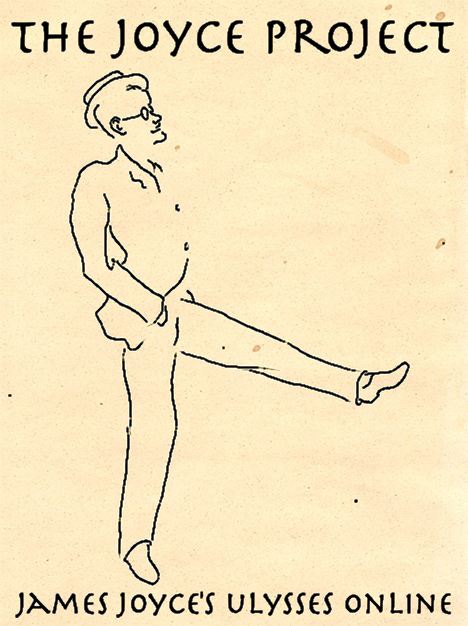 THE JOYCE PROJECT
JAMES JOYCE'S ULYSSES ONLINE